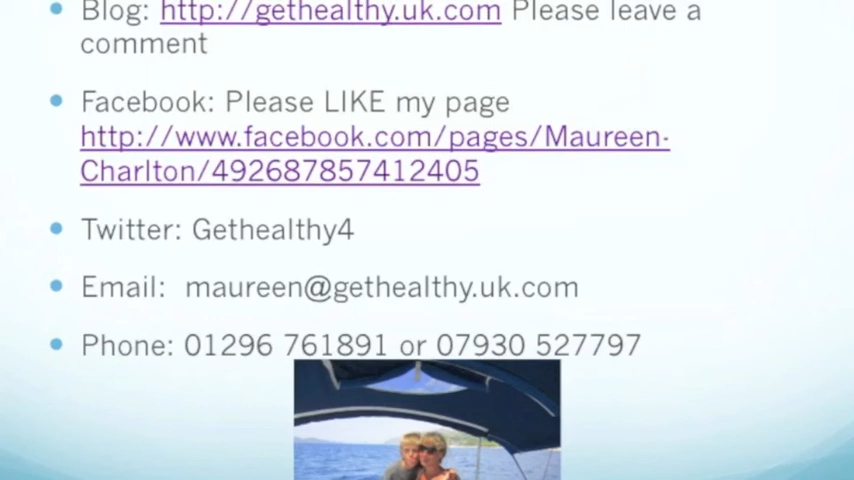 Blog: http://gethealthy.uk.com Please leave a
comment
Facebook: Please LIKE my page
http://www.facebook.com/pages/Maureen-
Charlton/492687857412405
Twitter: Gethealthy4
Email: maureen@gethealthy.uk.com
Phone: 01296 761891 or 07930 527797